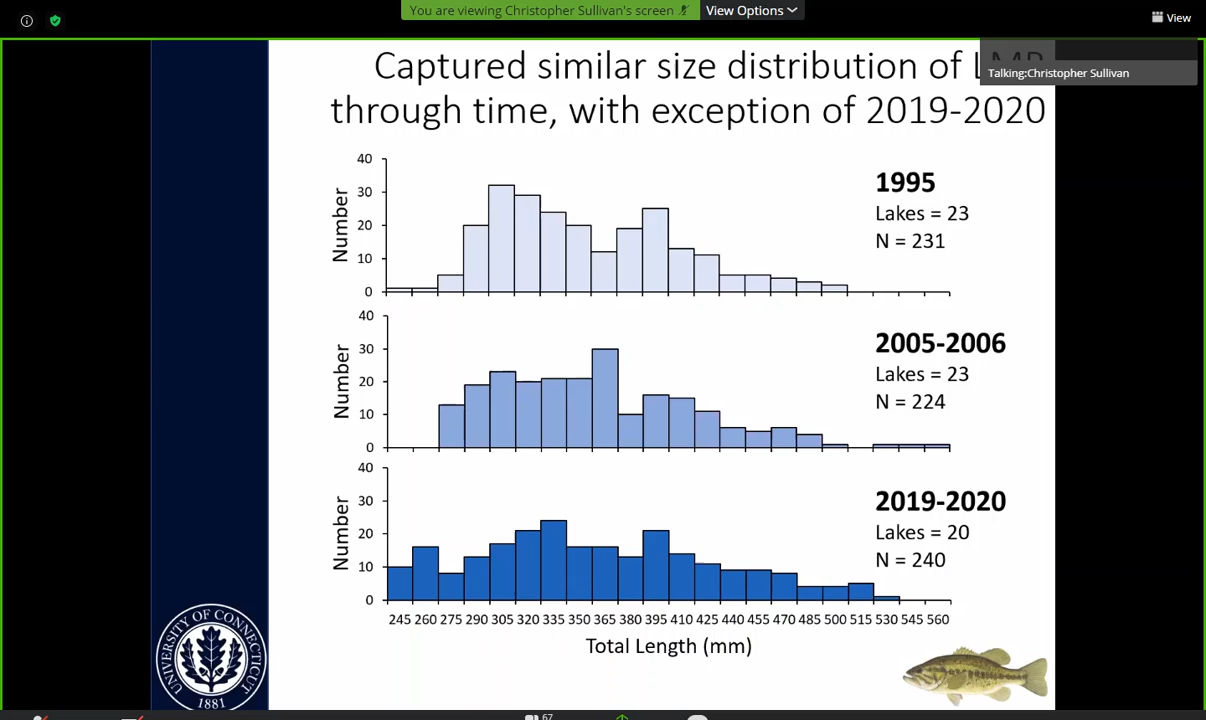 You are viewing Christopher Sullivan's screen
View Options
View
Talking:Christopher Sullivan
Captured similar size distribution of
through time, with exception of 2019-2020
40
30
20
10
0
Number
1995
Lakes = 23
N = 231
40
30
20
10
0
Number
2005-2006
Lakes = 23
N = 224
40
30
20
10
0
Number
2019-2020
Lakes = 20
N = 240
245 260 275 290 305 320 335 350 365 380 395 410 425 440 455 470 485 500 515 530 545 560
Total Length (mm)
UNIVERSITY OF CONNECTICUT
1881
67